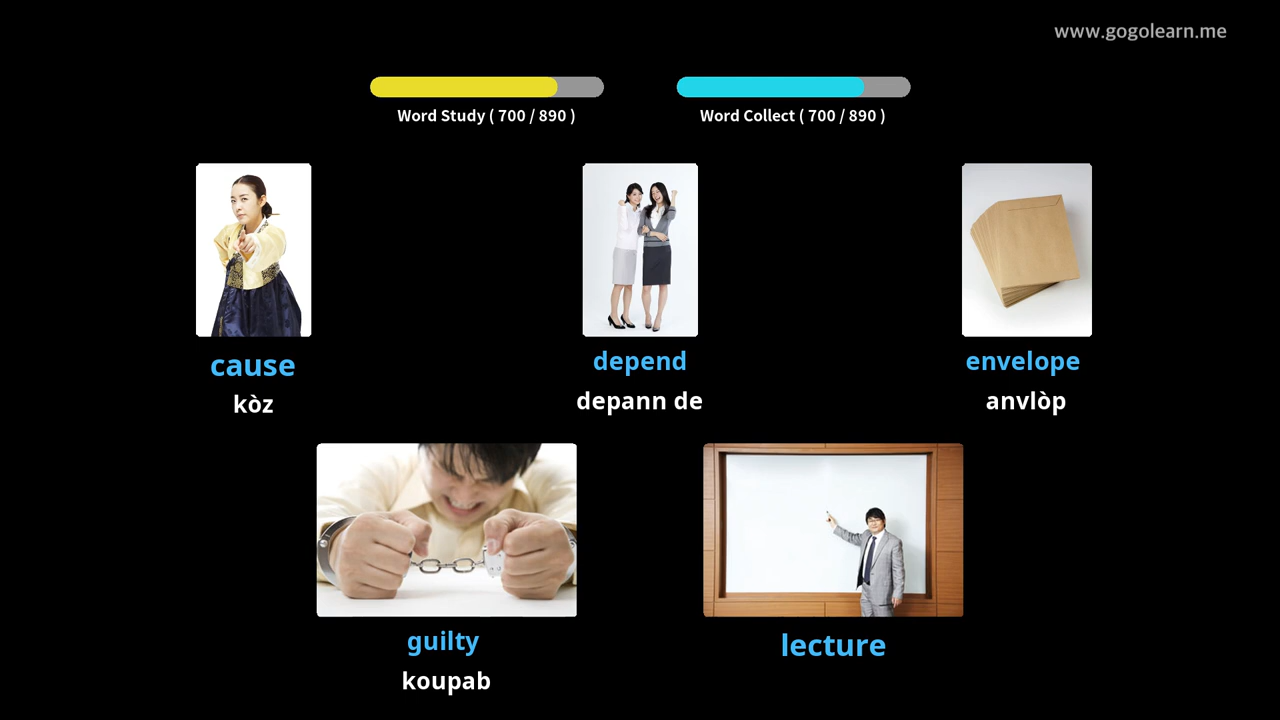 www.gogolearn.me
Word Study ( 700 / 890 )
Word Collect ( 700 / 890 )
cause
kòz
depend
depann de
envelope
anvlòp
guilty
koupab
lecture